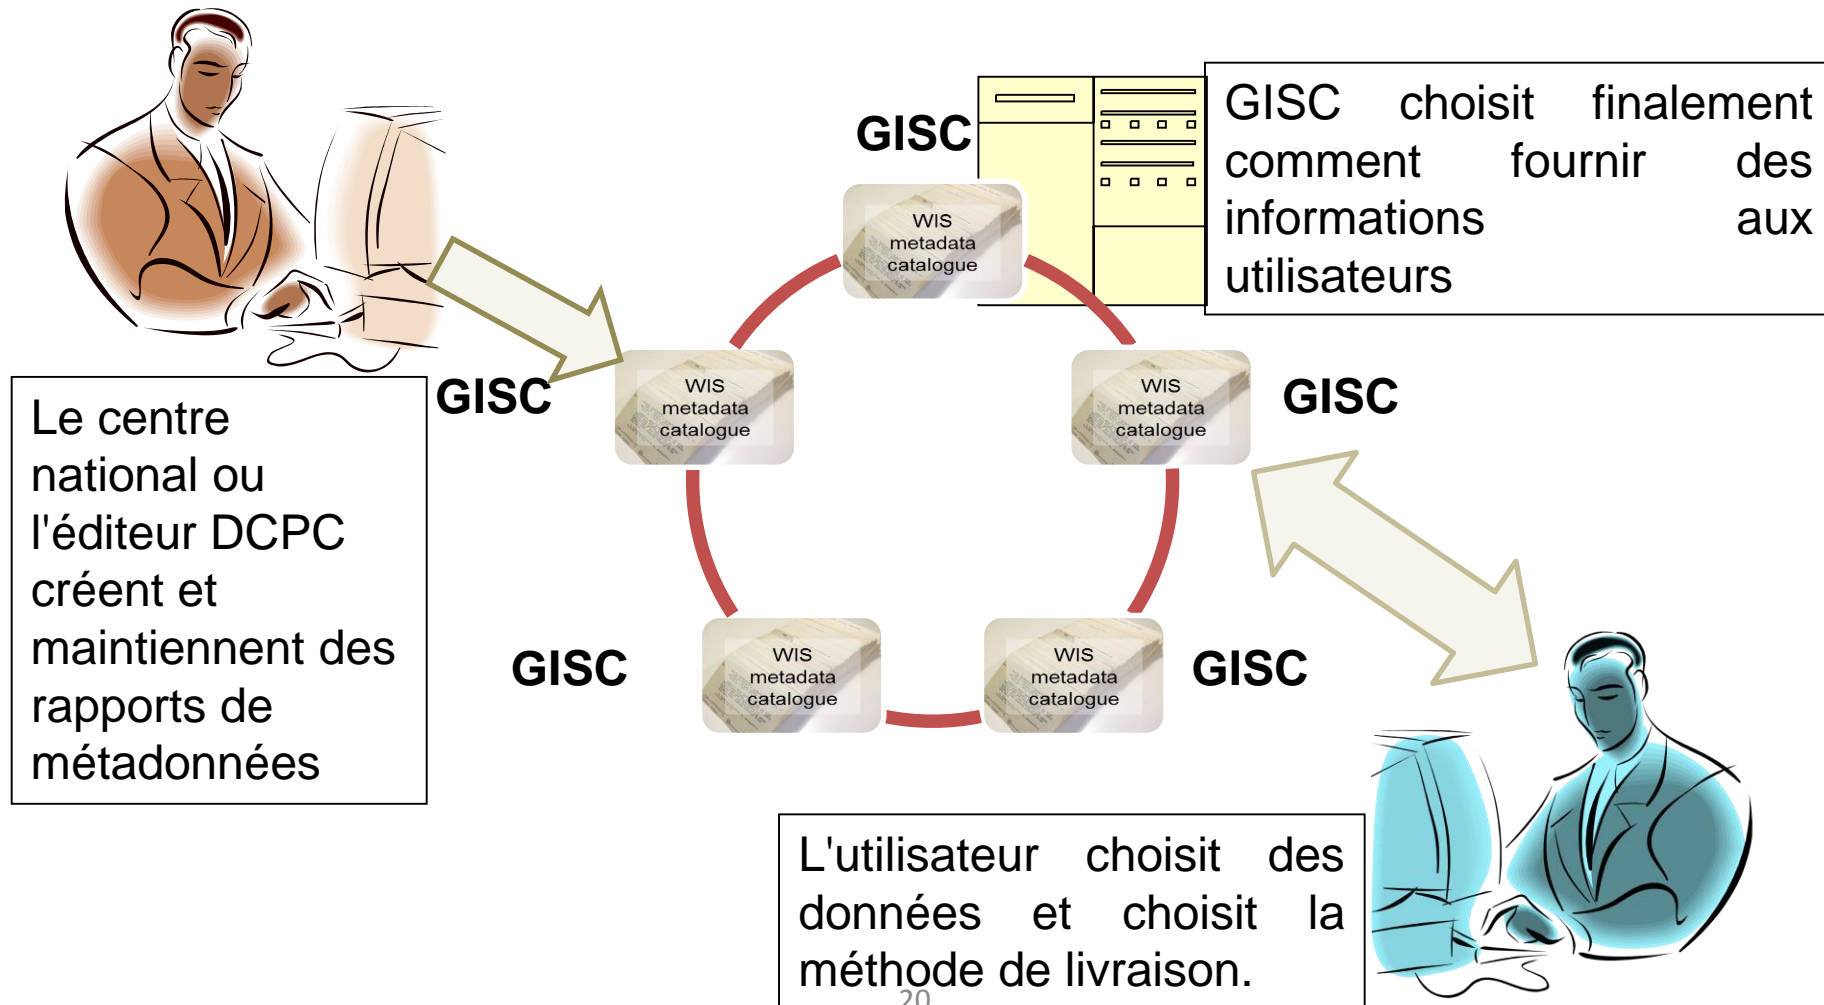 GISC
WIS
metadata
catalogue
GISC choisit finalement
comment fournir des
informations aux
utilisateurs
GISC
WIS
metadata
catalogue
WIS
metadata
catalogue
GISC
Le centre
national ou
l'éditeur DCPC
créent et
maintiennent des
rapports de
métadonnées
GISC
WIS
metadata
catalogue
WIS
metadata
catalogue
GISC
L'utilisateur choisit des
données et choisit la
méthode de livraison.
20